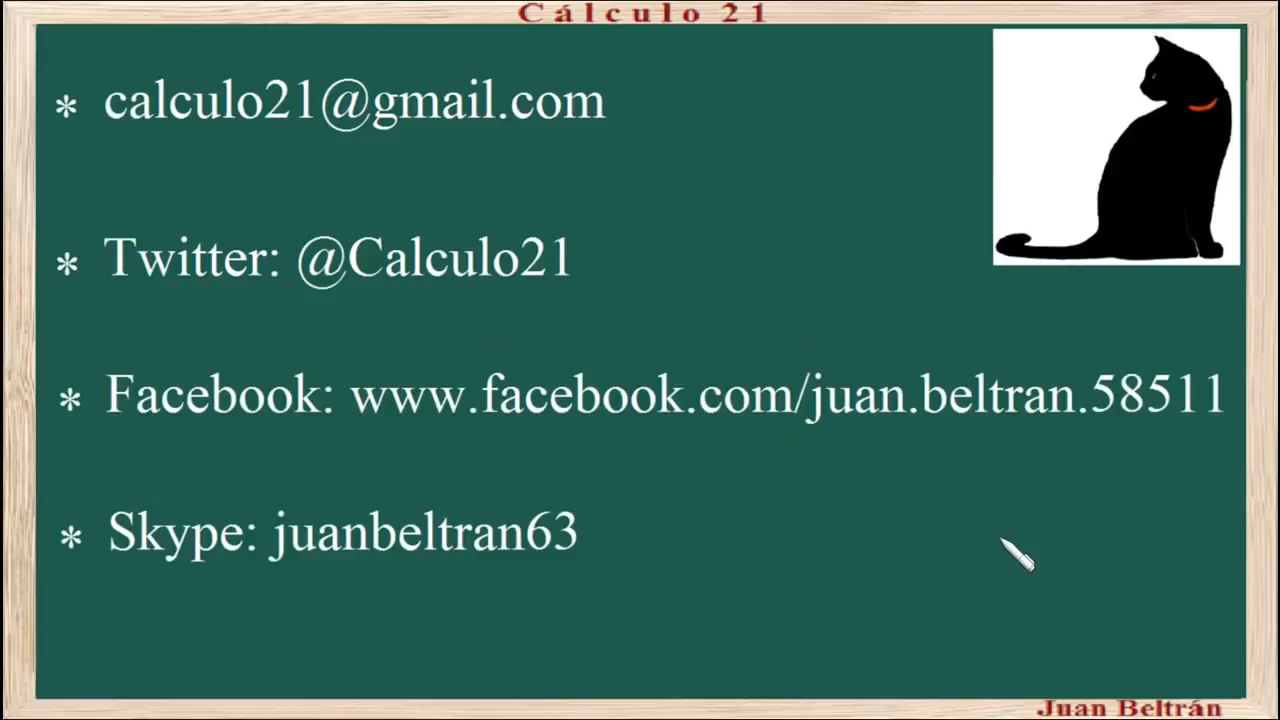 Cálculo 21
* calculo21@gmail.com
* Twitter: @Calculo21
* Facebook: www.facebook.com/juan.beltran.58511
* Skype: juanbeltran63
Juan Beltrán